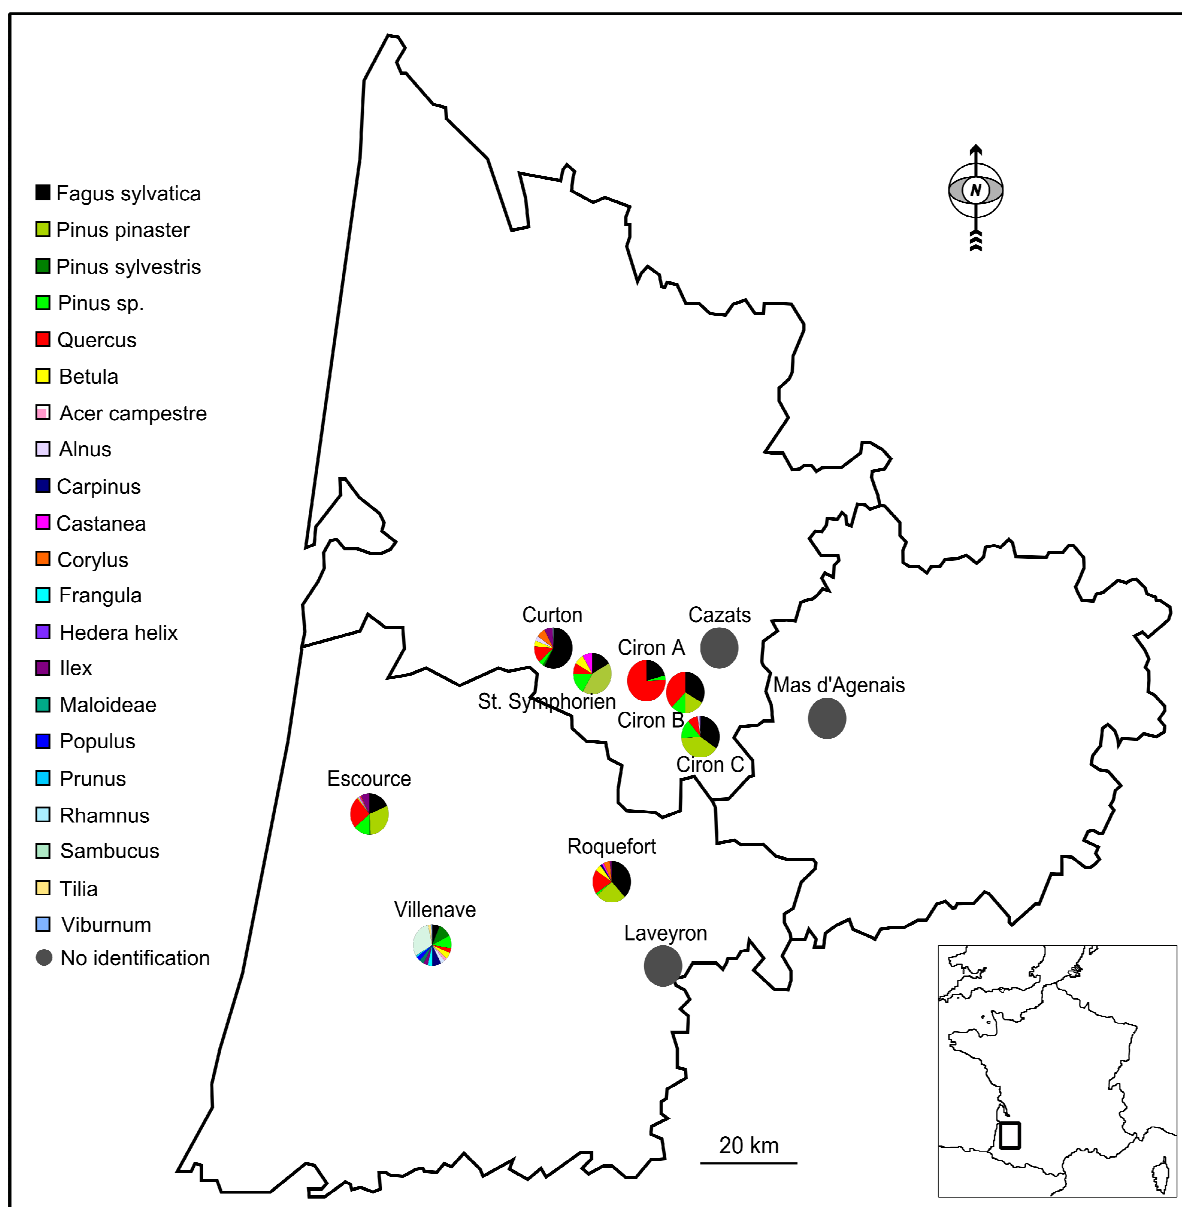 N
Fagus sylvatica
Pinus pinaster
Pinus sylvestris
Pinus sp.
Quercus
Betula
Acer campestre
Alnus
Carpinus
Castanea
Corylus
Frangula
Hedera helix
Ilex
Maloideae
Populus
Prunus
Rhamnus
Sambucus
Tilia
Viburnum
No identification
Curton
Cazats
Ciron A
St. Symphorien
Mas d'Agenais
Ciron B
Ciron C
Escource
Roquefort
Villenave
Laveyron
20 km